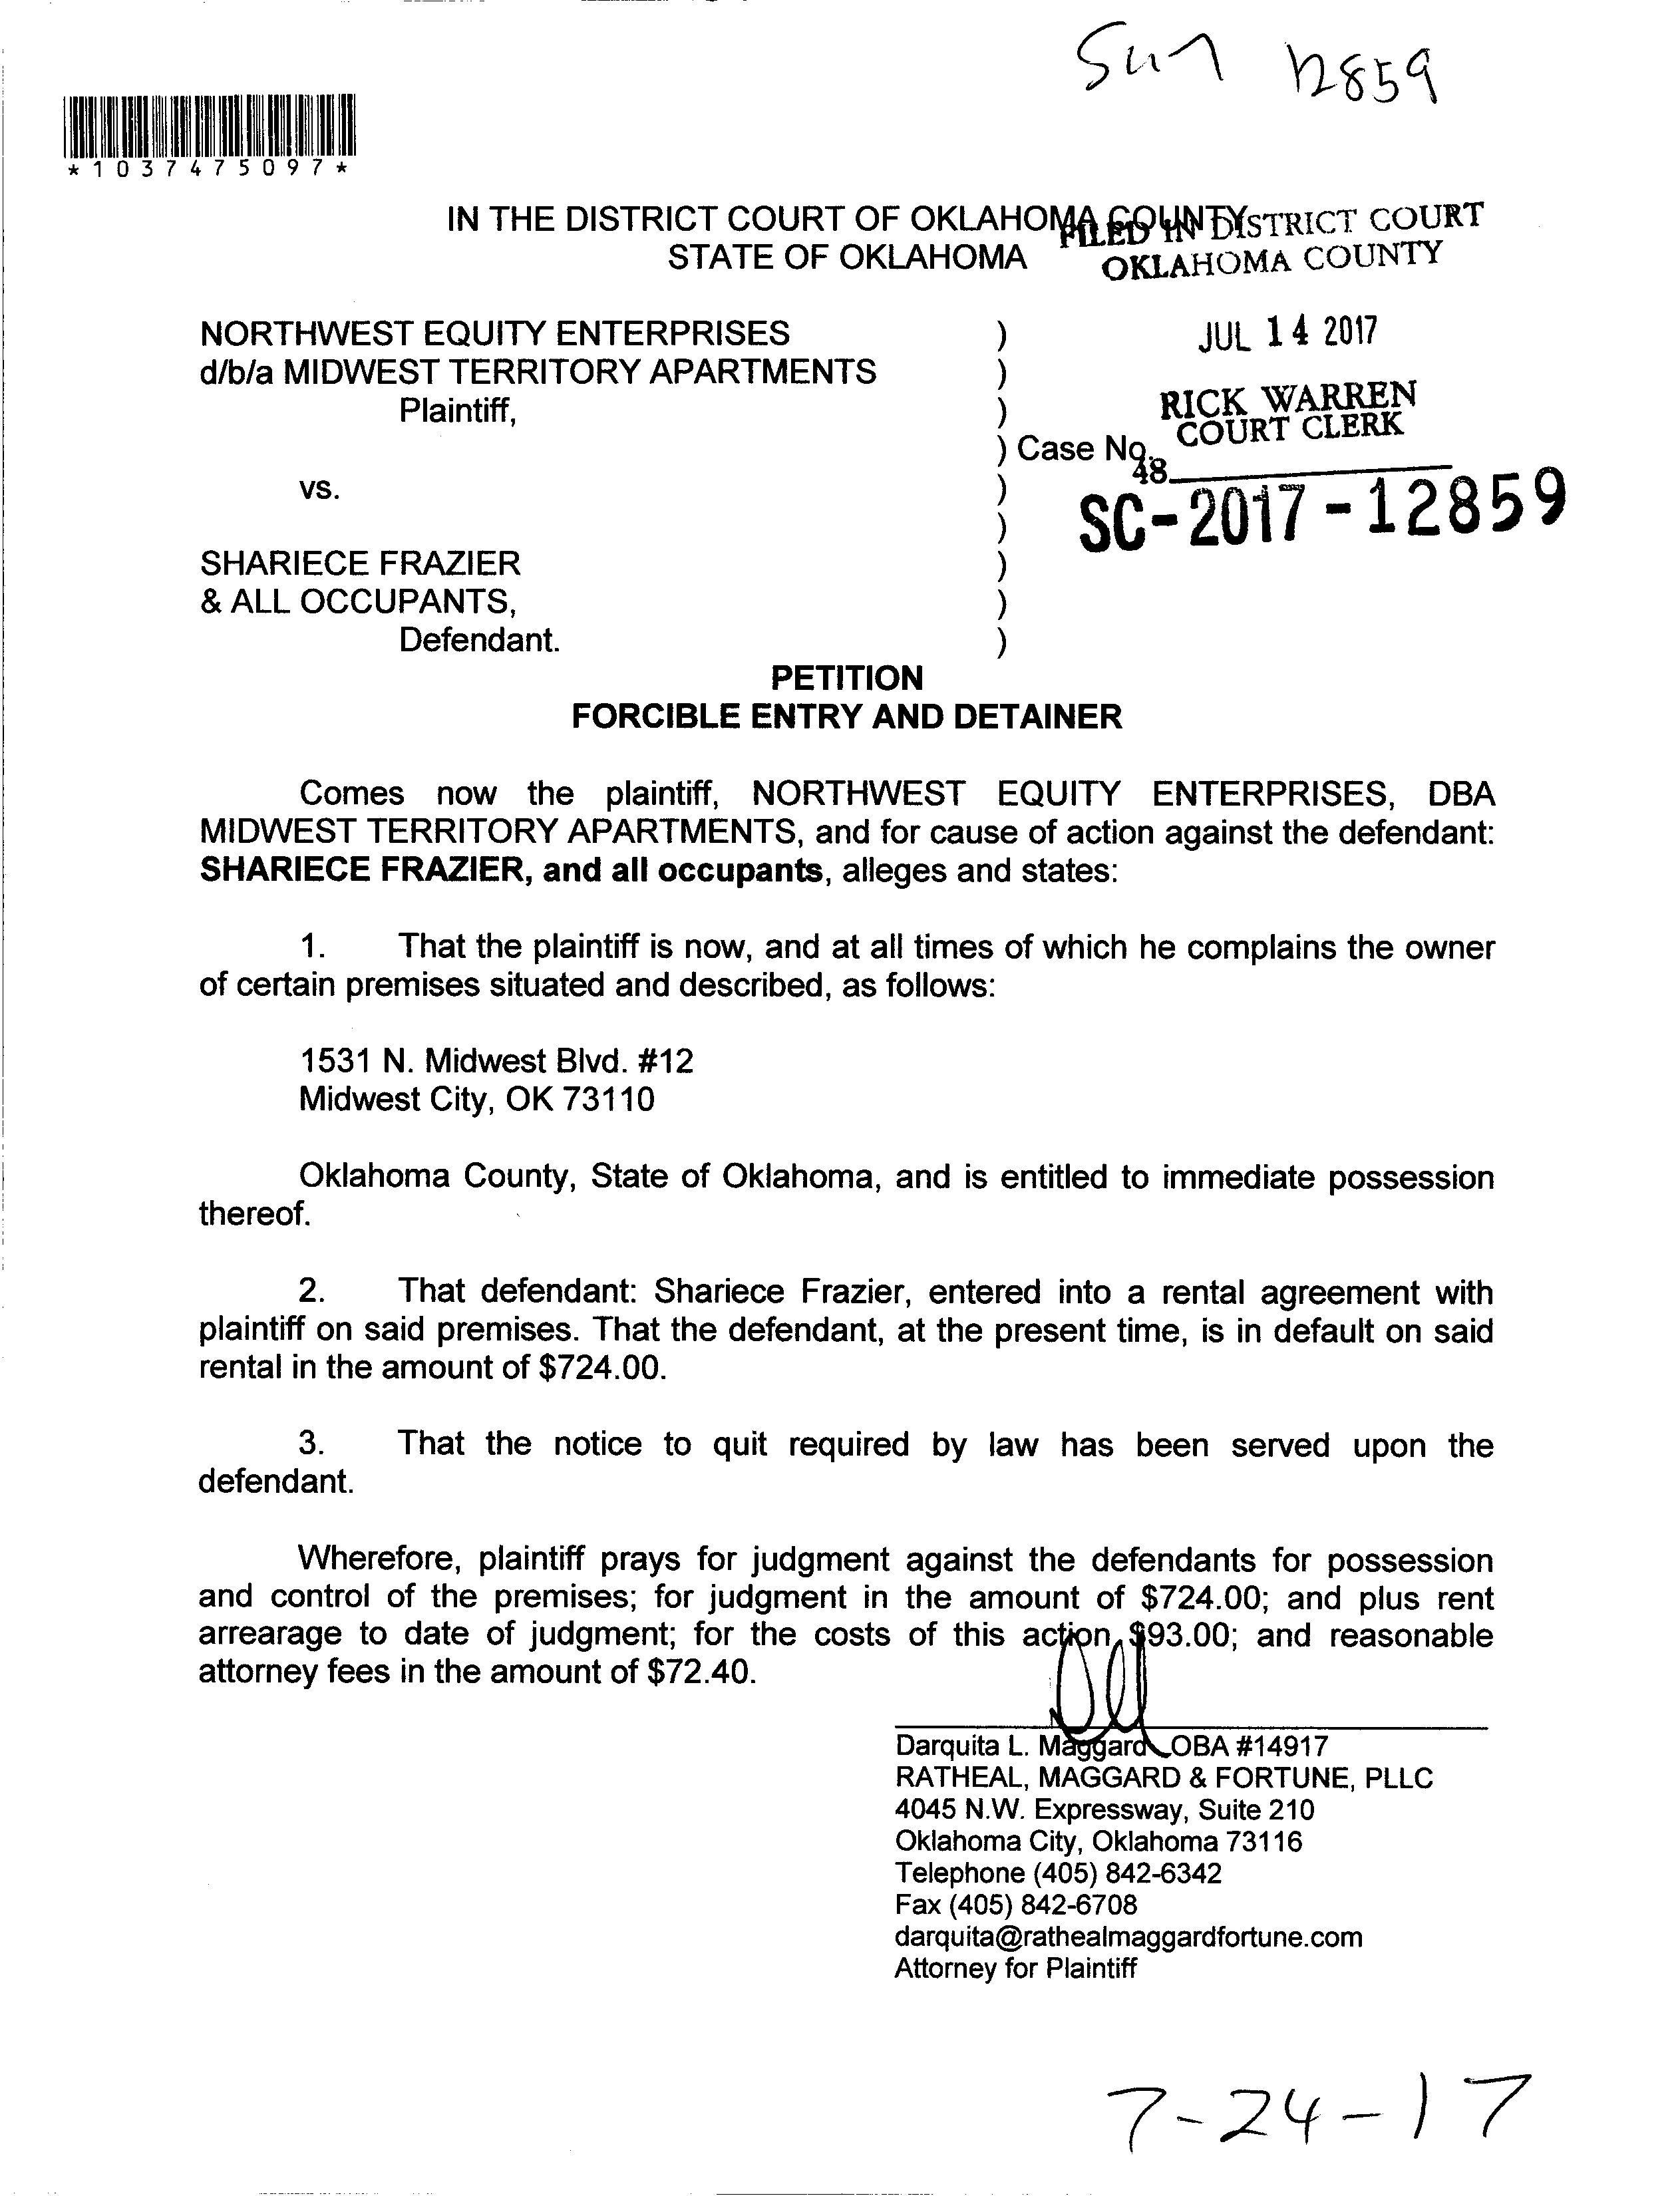 Sum 12859
*1037475097*
IN THE DISTRICT COURT OF OKLAHOMA COUNTY
STATE OF OKLAHOMA
FILED IN DISTRICT COURT
OKLAHOMA COUNTY
JUL 14 2017
RICK WARREN
COURT CLERK
48
SC-2017-12859
NORTHWEST EQUITY ENTERPRISES )
d/b/a MIDWEST TERRITORY APARTMENTS )
Plaintiff, )
) Case No.
vs. )
)
SHARIECE FRAZIER )
& ALL OCCUPANTS, )
Defendant. )
PETITION
FORCIBLE ENTRY AND DETAINER
Comes now the plaintiff, NORTHWEST EQUITY ENTERPRISES, DBA
MIDWEST TERRITORY APARTMENTS, and for cause of action against the defendant:
SHARIECE FRAZIER, and all occupants, alleges and states:
1. That the plaintiff is now, and at all times of which he complains the owner
of certain premises situated and described, as follows:
1531 N. Midwest Blvd. #12
Midwest City, OK 73110
Oklahoma County, State of Oklahoma, and is entitled to immediate possession
thereof.
2. That defendant: Shariece Frazier, entered into a rental agreement with
plaintiff on said premises. That the defendant, at the present time, is in default on said
rental in the amount of $724.00.
3. That the notice to quit required by law has been served upon the
defendant.
Wherefore, plaintiff prays for judgment against the defendants for possession
and control of the premises; for judgment in the amount of $724.00; and plus rent
arrearage to date of judgment; for the costs of this action, $93.00; and reasonable
attorney fees in the amount of $72.40.
Darquita L. Maggard OBA #14917
RATHEAL, MAGGARD & FORTUNE, PLLC
4045 N.W. Expressway, Suite 210
Oklahoma City, Oklahoma 73116
Telephone (405) 842-6342
Fax (405) 842-6708
darquita@rathealmaggardfortune.com
Attorney for Plaintiff
7-24-17